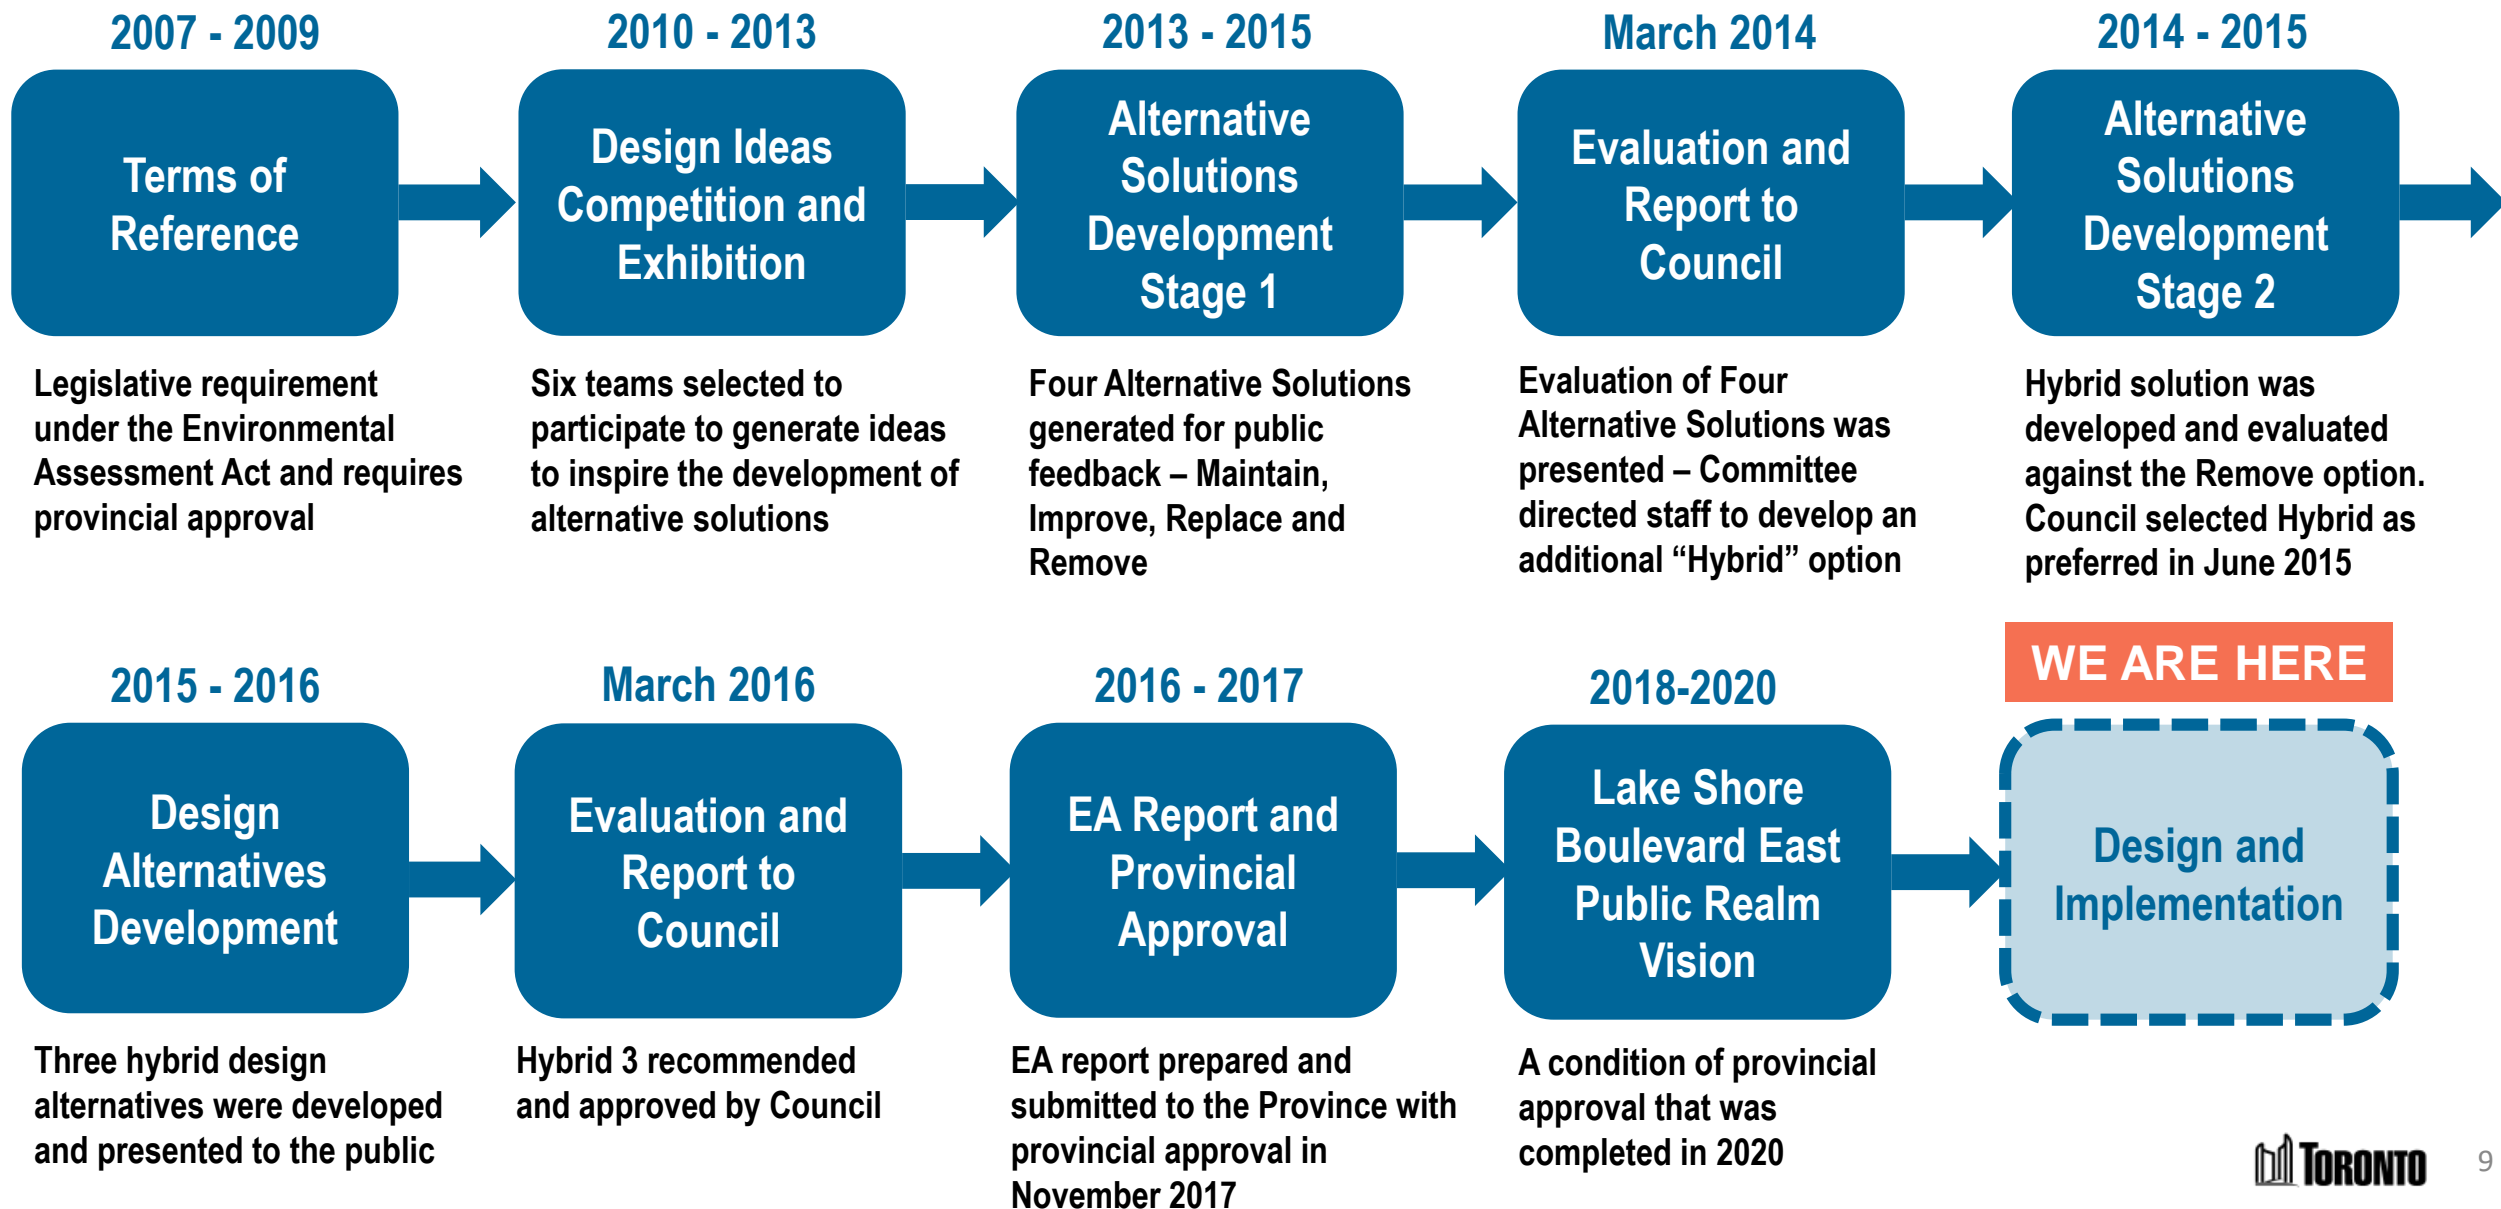 2007 - 2009
Terms of
Reference
Legislative requirement
under the Environmental
Assessment Act and requires
provincial approval
2010 - 2013
Design Ideas
Competition and
Exhibition
Six teams selected to
participate to generate ideas
to inspire the development of
alternative solutions
2013 - 2015
Alternative
Solutions
Development
Stage 1
Four Alternative Solutions
generated for public
feedback – Maintain,
Improve, Replace and
Remove
March 2014
Evaluation and
Report to
Council
Evaluation of Four
Alternative Solutions was
presented – Committee
directed staff to develop an
additional “Hybrid” option
2014 - 2015
Alternative
Solutions
Development
Stage 2
Hybrid solution was
developed and evaluated
against the Remove option.
Council selected Hybrid as
preferred in June 2015
2015 - 2016
Design
Alternatives
Development
Three hybrid design
alternatives were developed
and presented to the public
March 2016
Evaluation and
Report to
Council
Hybrid 3 recommended
and approved by Council
2016 - 2017
EA Report and
Provincial
Approval
EA report prepared and
submitted to the Province with
provincial approval in
November 2017
2018-2020
Lake Shore
Boulevard East
Public Realm
Vision
A condition of provincial
approval that was
completed in 2020
WE ARE HERE
Design and
Implementation
TORONTO
9